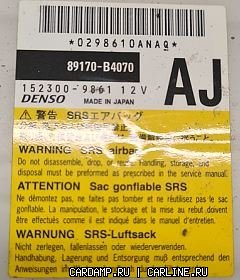 *0298610ANAQ*
89170-B4070
AJ
152300-9861 12V
DENSO MADE IN JAPAN
⚠ 警告 SRSエアバッグ
WARNING SRS airbag
Do not disassemble, drop, or reuse. Handling, storage, and
disposal must be preformed as prescribed in the service manual.
ATTENTION Sac gonflable SRS
Ne démontez pas, ne faites pas tomber et ne réutilisez pas le sac
gonflable. La manipulation, le stockage et la mise au rebut doivent
être effectués comme il est indiqué dans le manuel d'entretien.
WARNUNG SRS-Luftsack
Nicht zerlegen, fallenlassen oder wiederverwenden.
Handhabung, Lagerung und Entsorgung muß entsprechend den
CARDAMP.RU / CARLINE.RU